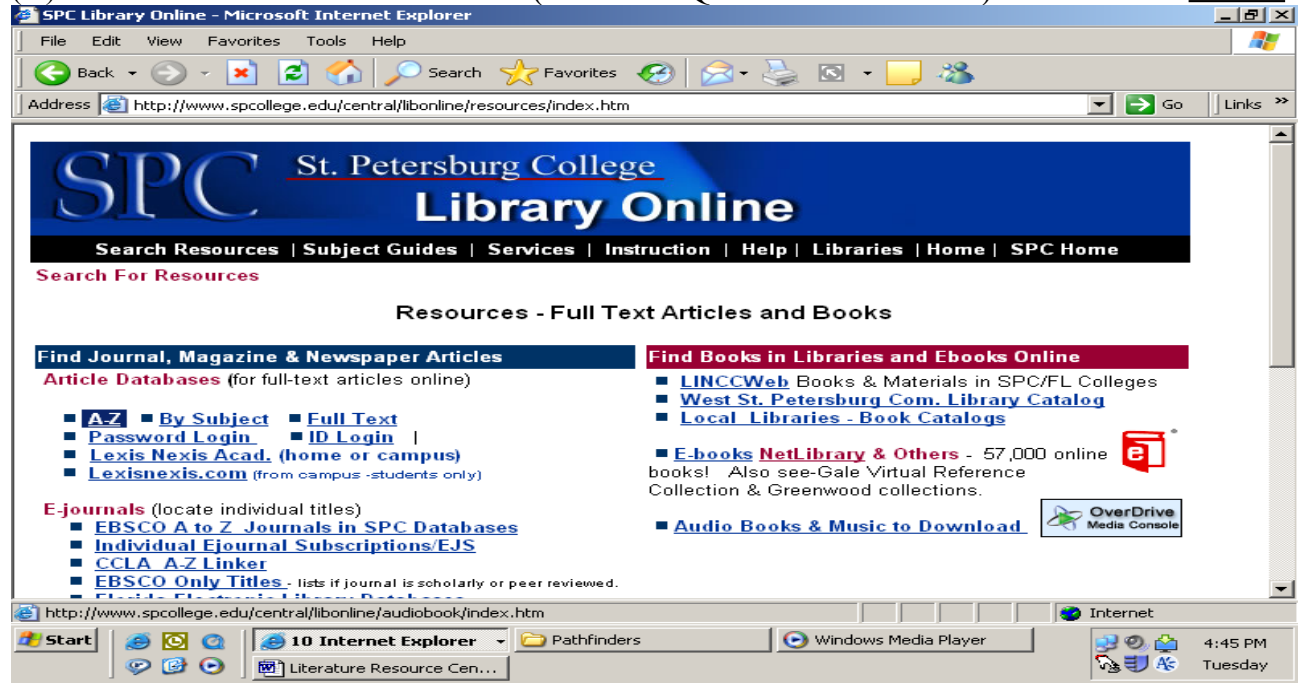 SPC Library Online - Microsoft Internet Explorer
File Edit View Favorites Tools Help
Back Search Favorites
Address http://www.spcollege.edu/central/libonline/resources/index.htm Go Links »
SPC St. Petersburg College
Library Online
Search Resources | Subject Guides | Services | Instruction | Help | Libraries | Home | SPC Home
Search For Resources
Resources - Full Text Articles and Books
Find Journal, Magazine & Newspaper Articles
Article Databases (for full-text articles online)
A-Z By Subject Full Text
Password Login ID Login |
Lexis Nexis Acad. (home or campus)
Lexisnexis.com (from campus -students only)
E-journals (locate individual titles)
EBSCO A to Z Journals in SPC Databases
Individual Ejournal Subscriptions/EJS
CCLA A-Z Linker
EBSCO Only Titles - lists if journal is scholarly or peer reviewed.
Florida Electronic Library Databases
Find Books in Libraries and Ebooks Online
LINCCWeb Books & Materials in SPC/FL Colleges
West St. Petersburg Com. Library Catalog
Local Libraries - Book Catalogs
E-books NetLibrary & Others - 57,000 online
books! Also see-Gale Virtual Reference
Collection & Greenwood collections.
Audio Books & Music to Download
OverDrive
Media Console
http://www.spcollege.edu/central/libonline/audiobook/index.htm Internet
Start 10 Internet Explorer Pathfinders Windows Media Player 4:45 PM
Literature Resource Cen... Tuesday